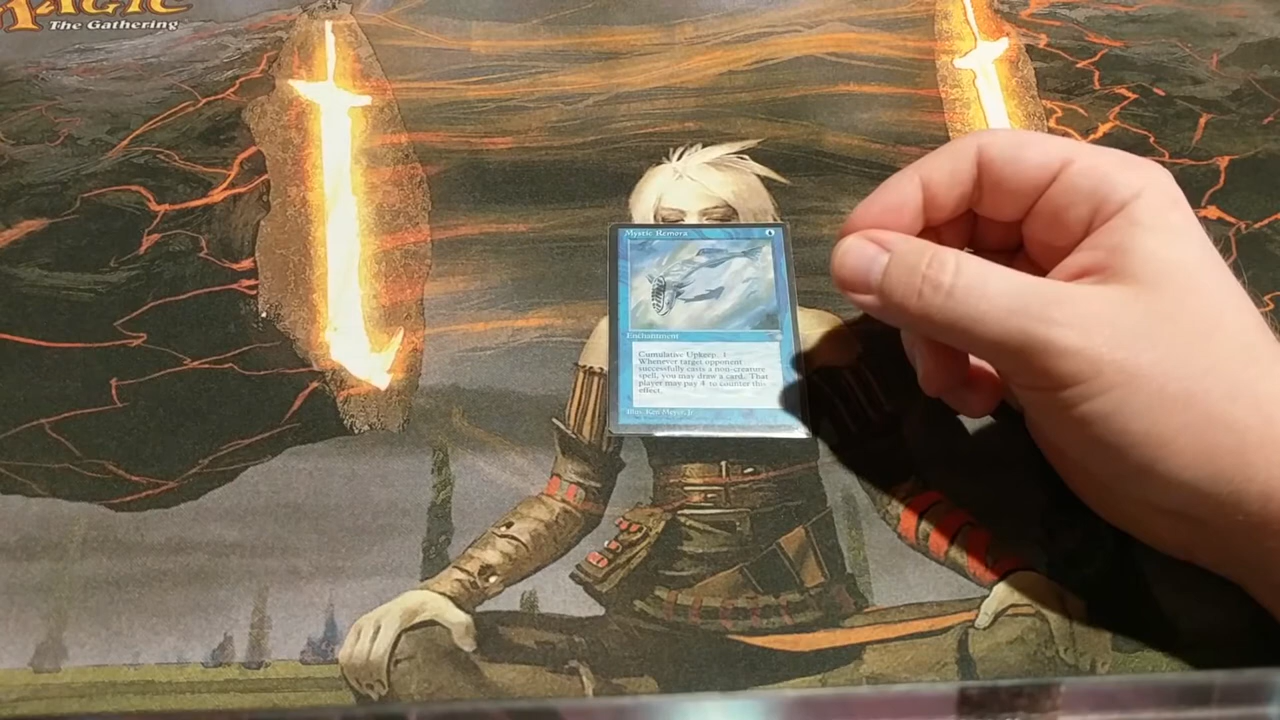 MAGIC
The Gathering
Mystic Remora
Enchantment
Cumulative Upkeep, 1
Whenever target opponent
successfully casts a non-creature
spell, you may draw a card. That
player may pay 4 to counter this
effect.
Illus. Ken Meyer, Jr.